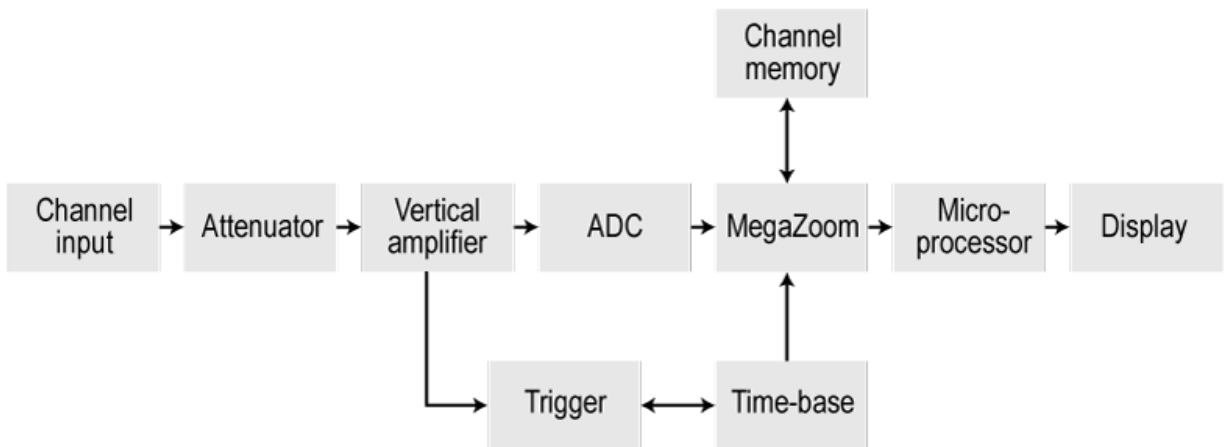 Channel
memory
Channel
input
Attenuator
Vertical
amplifier
ADC
MegaZoom
Micro-
processor
Display
Trigger
Time-base